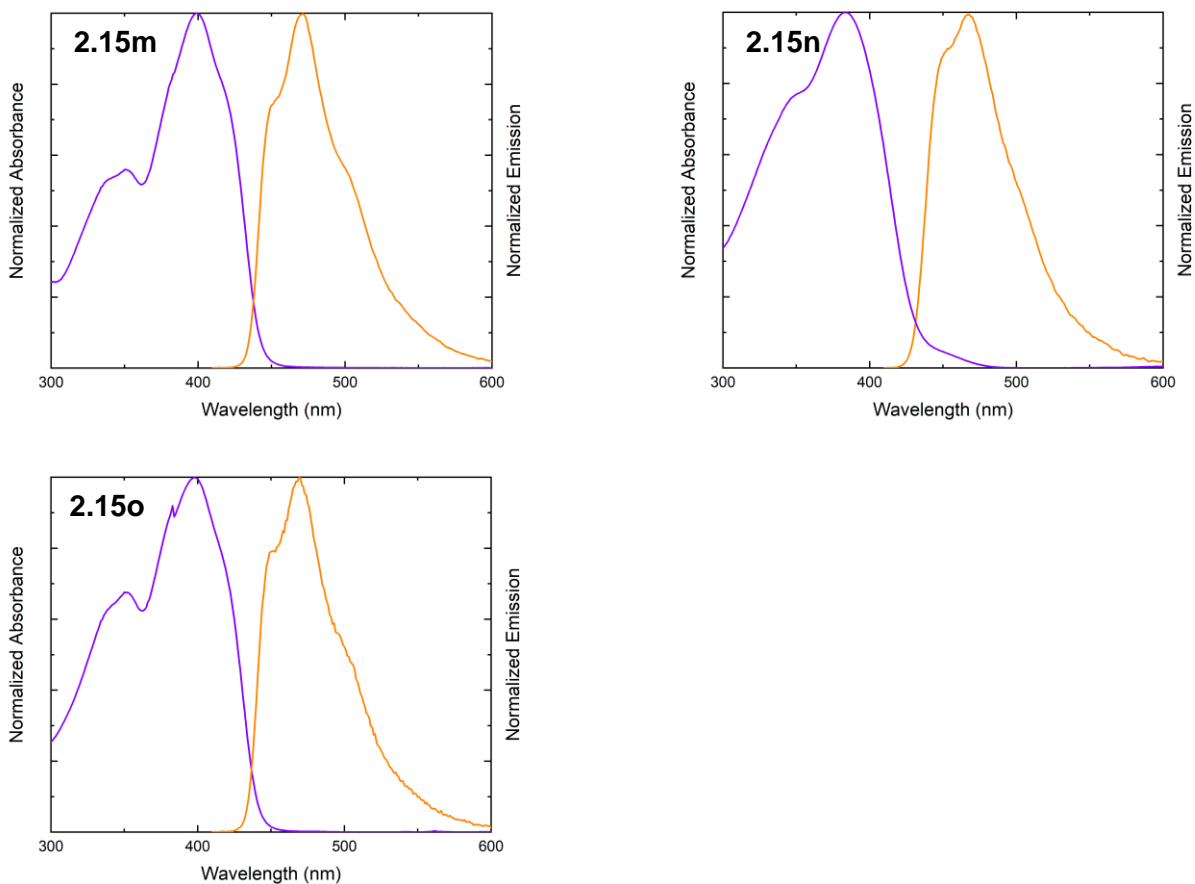 2.15m
Normalized Absorbance
Normalized Emission
300 400 500 600
Wavelength (nm)
2.15n
Normalized Absorbance
Normalized Emission
300 400 500 600
Wavelength (nm)
2.15o
Normalized Absorbance
Normalized Emission
300 400 500 600
Wavelength (nm)